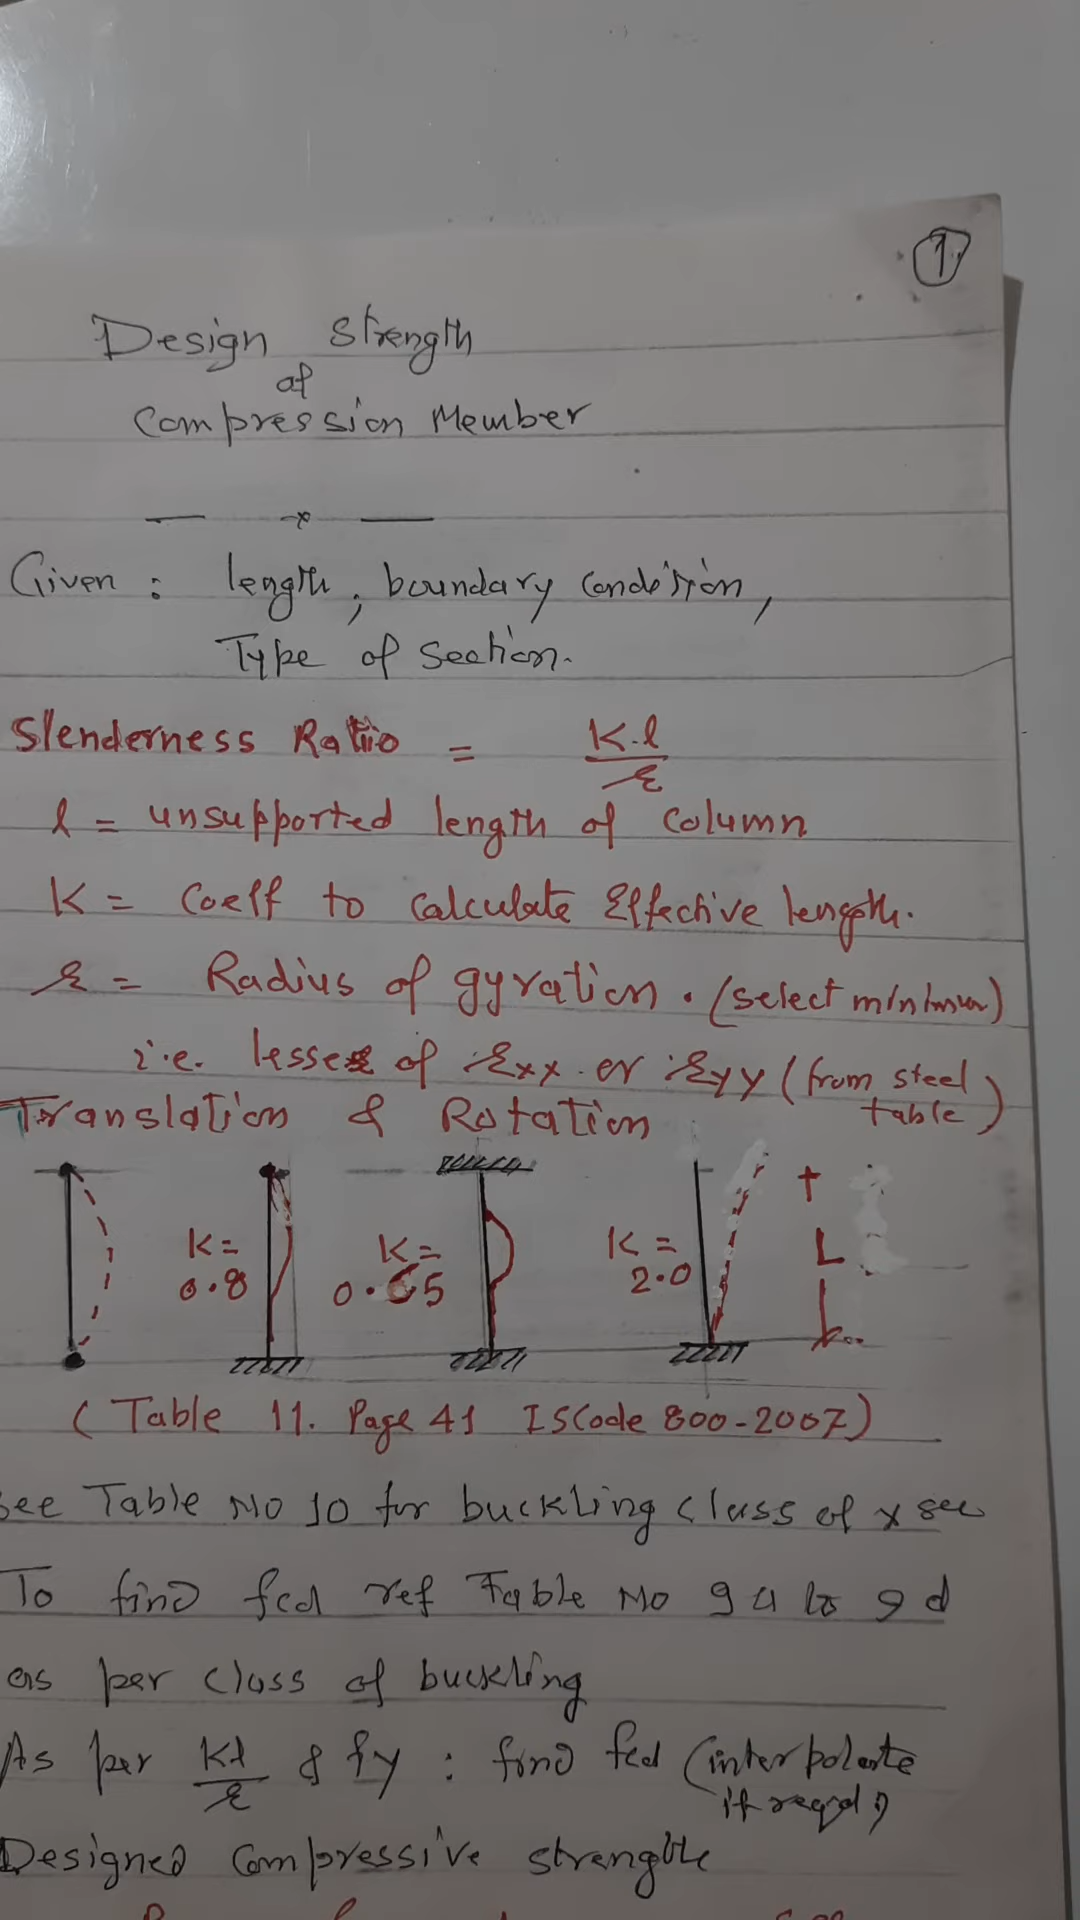 1
Design Strength
of
Compression Member
Given : length, boundary Condition,
Type of Section.
Slenderness Ratio = K.l / r
l = unsupported length of column
K = Coeff to calculate Effective length.
r = Radius of gyration. (select minimum)
i.e. lesser of rxx or ryy (from steel table)
Translation & Rotation
K = 0.8
K = 0.65
K = 2.0
L
(Table 11. Page 41 IS Code 800-2007)
See Table No 10 for buckling class of x sec
To find fcd ref Table No 9a to 9d
as per class of buckling
As per Kl / r & fy : find fcd (interpolate if reqd)
Designed Compressive strength